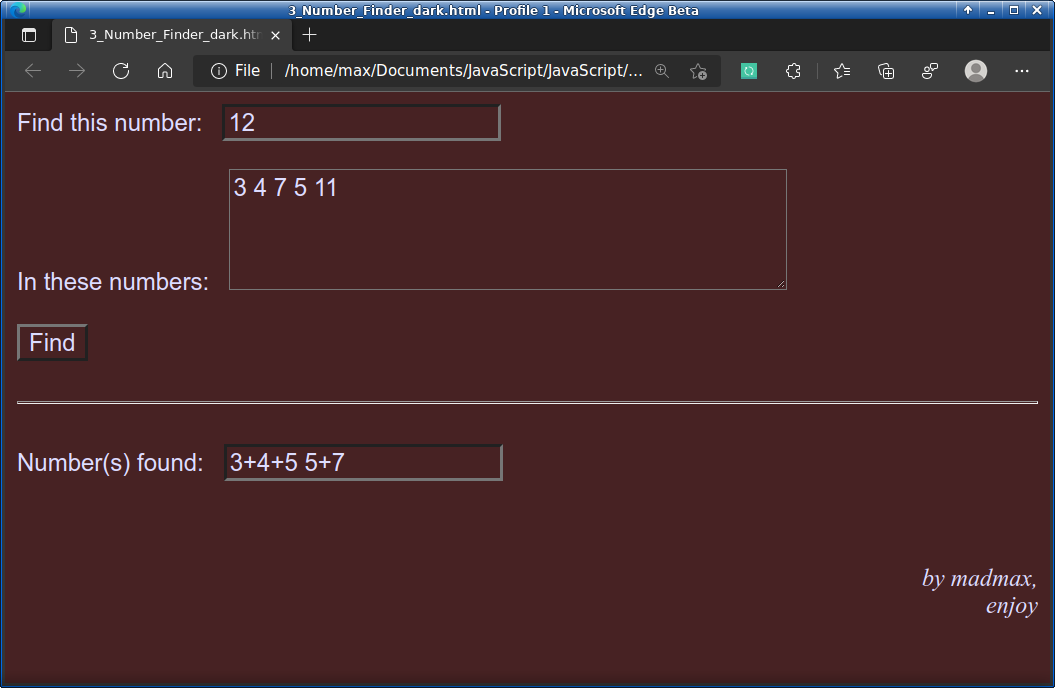 3_Number_Finder_dark.html - Profile 1 - Microsoft Edge Beta
3_Number_Finder_dark.htm
File /home/max/Documents/JavaScript/JavaScript/...
Find this number: 12
3 4 7 5 11
In these numbers:
Find
Number(s) found: 3+4+5 5+7
by madmax,
enjoy